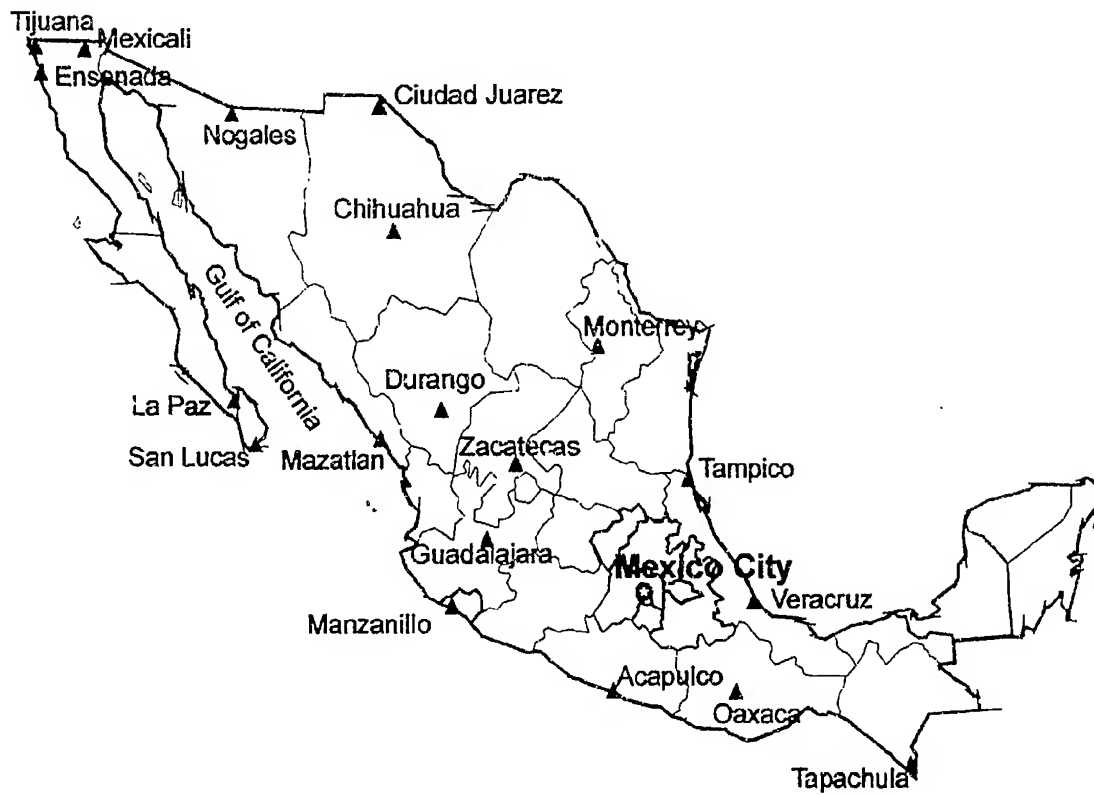 Tijuana
Mexicali
Ensenada
Ciudad Juarez
Nogales
Chihuahua
Gulf of California
Monterrey
Durango
La Paz
San Lucas
Mazatlan
Zacatecas
Tampico
Guadalajara
Mexico City
Manzanillo
Veracruz
Acapulco
Oaxaca
Tapachula